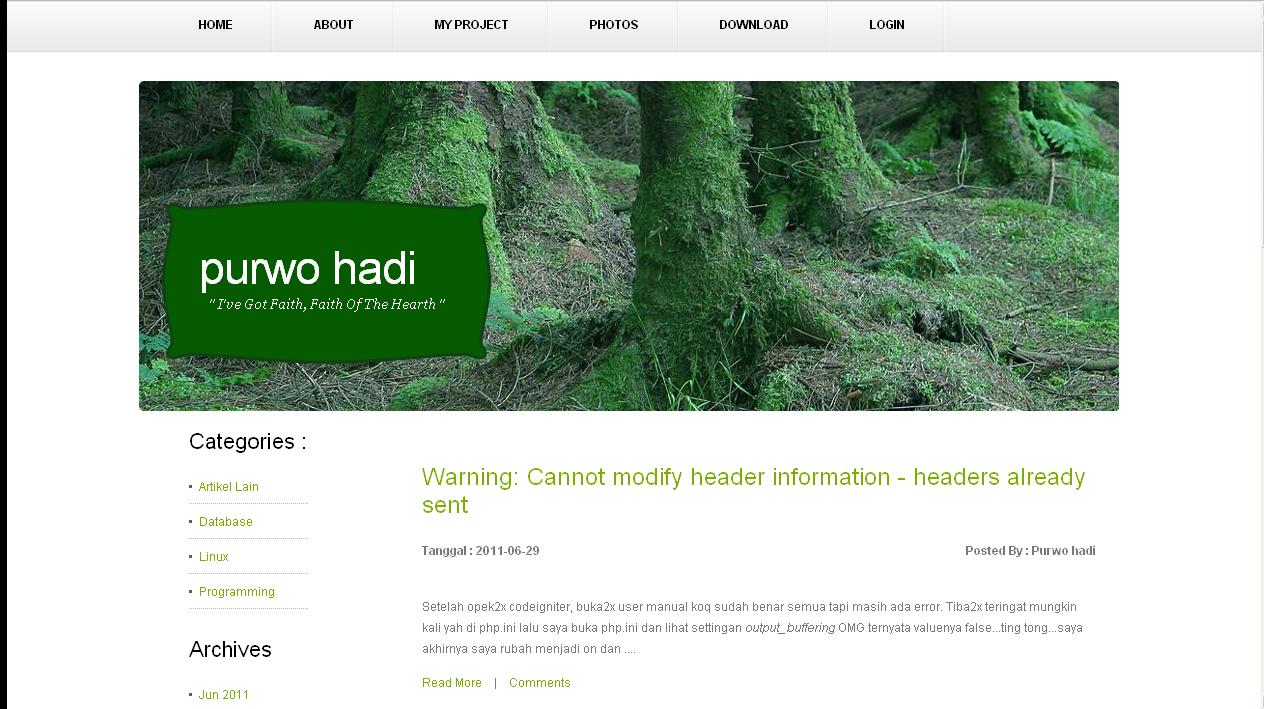 HOME ABOUT MY PROJECT PHOTOS DOWNLOAD LOGIN
purwo hadi
" I've Got Faith, Faith Of The Hearth "
Categories :
Artikel Lain
Database
Linux
Programming
Archives
Jun 2011
Warning: Cannot modify header information - headers already
sent
Tanggal : 2011-06-29 Posted By : Purwo hadi
Setelah opek2x codeigniter, buka2x user manual koq sudah benar semua tapi masih ada error. Tiba2x teringat mungkin
kali yah di php.ini lalu saya buka php.ini dan lihat settingan output_buffering OMG ternyata valuenya false...ting tong...saya
akhirnya saya rubah menjadi on dan ....
Read More | Comments